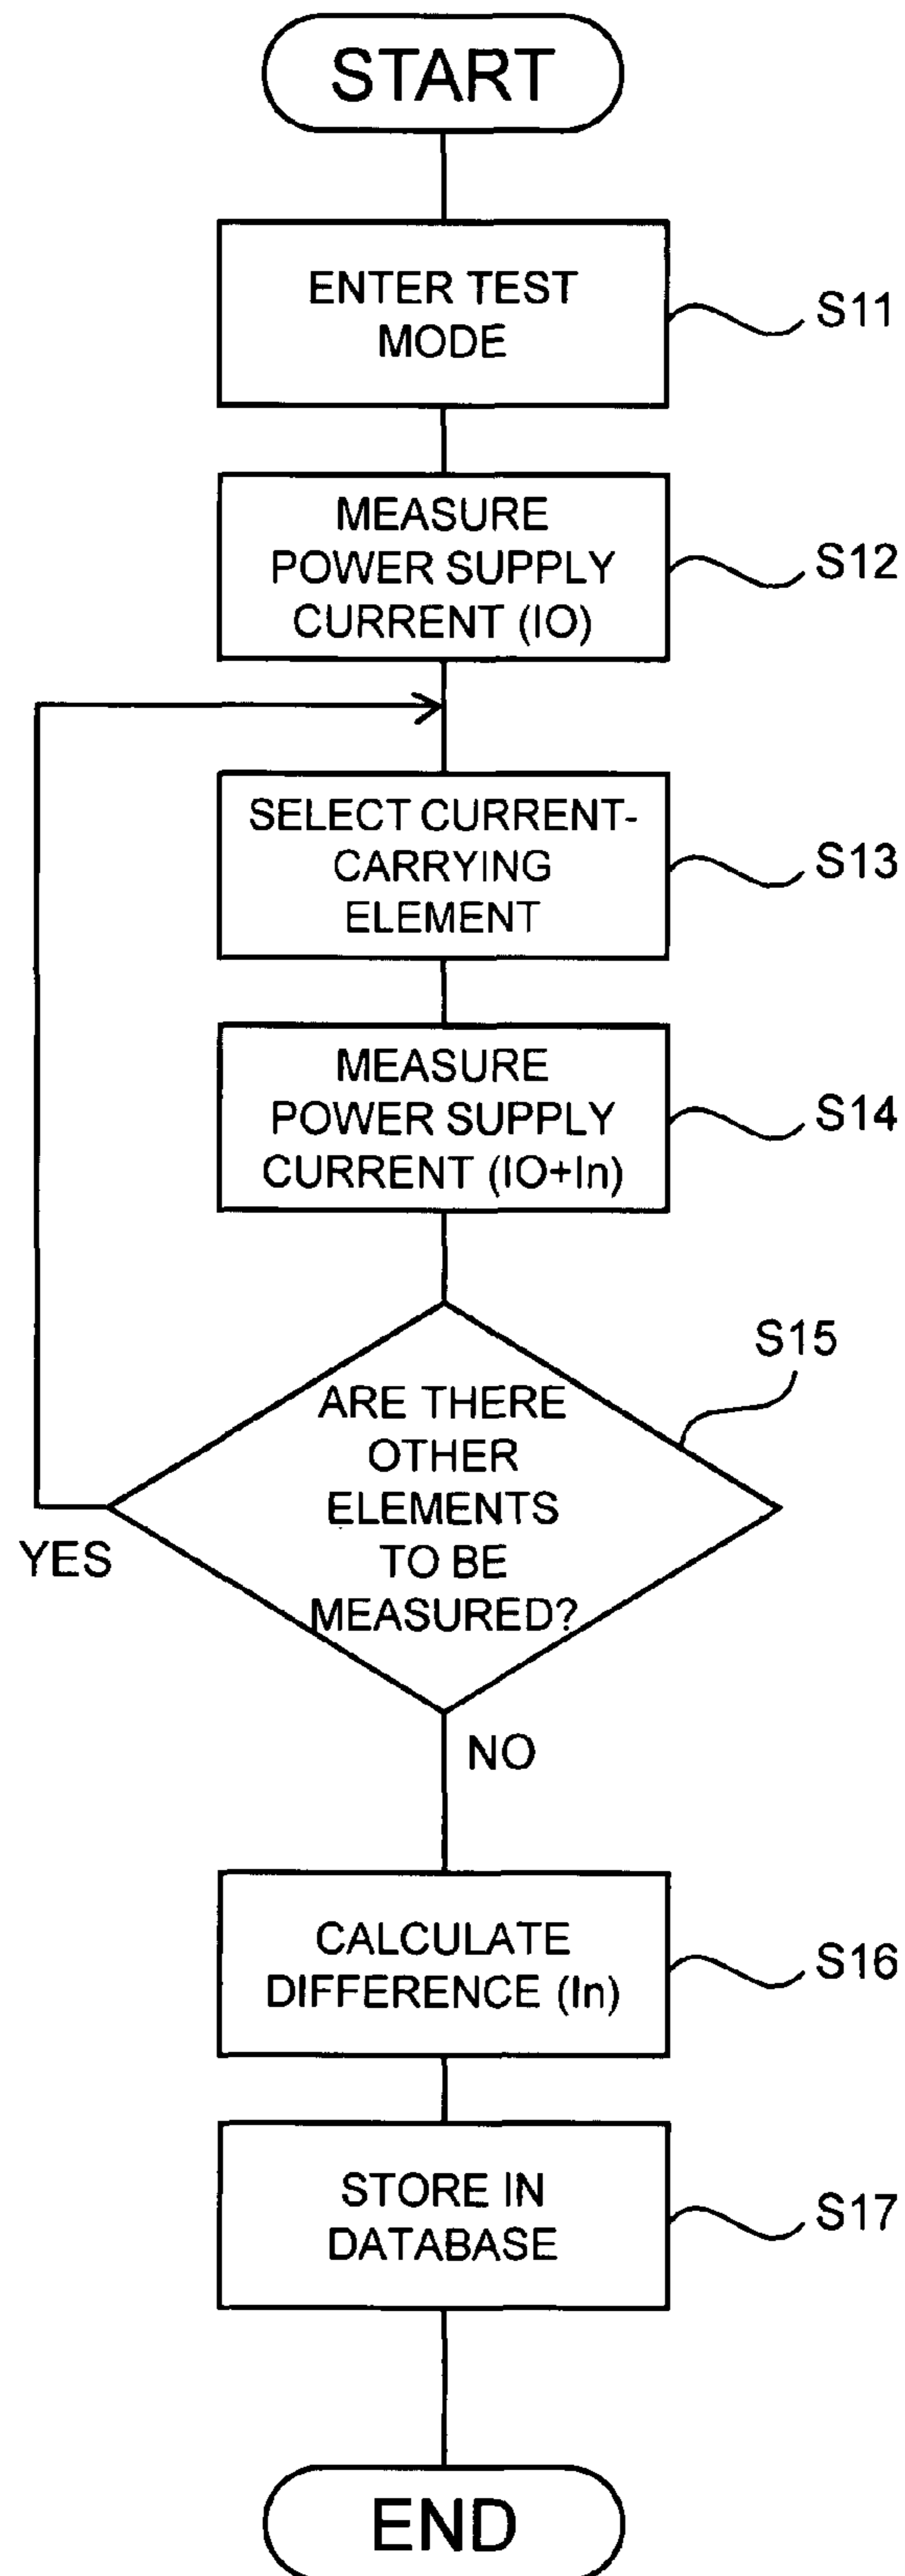 START
ENTER TEST
MODE
S11
MEASURE
POWER SUPPLY
CURRENT (IO)
S12
SELECT CURRENT-
CARRYING
ELEMENT
S13
MEASURE
POWER SUPPLY
CURRENT (IO+In)
S14
S15
ARE THERE
OTHER
ELEMENTS
TO BE
MEASURED?
YES
NO
CALCULATE
DIFFERENCE (In)
S16
STORE IN
DATABASE
S17
END